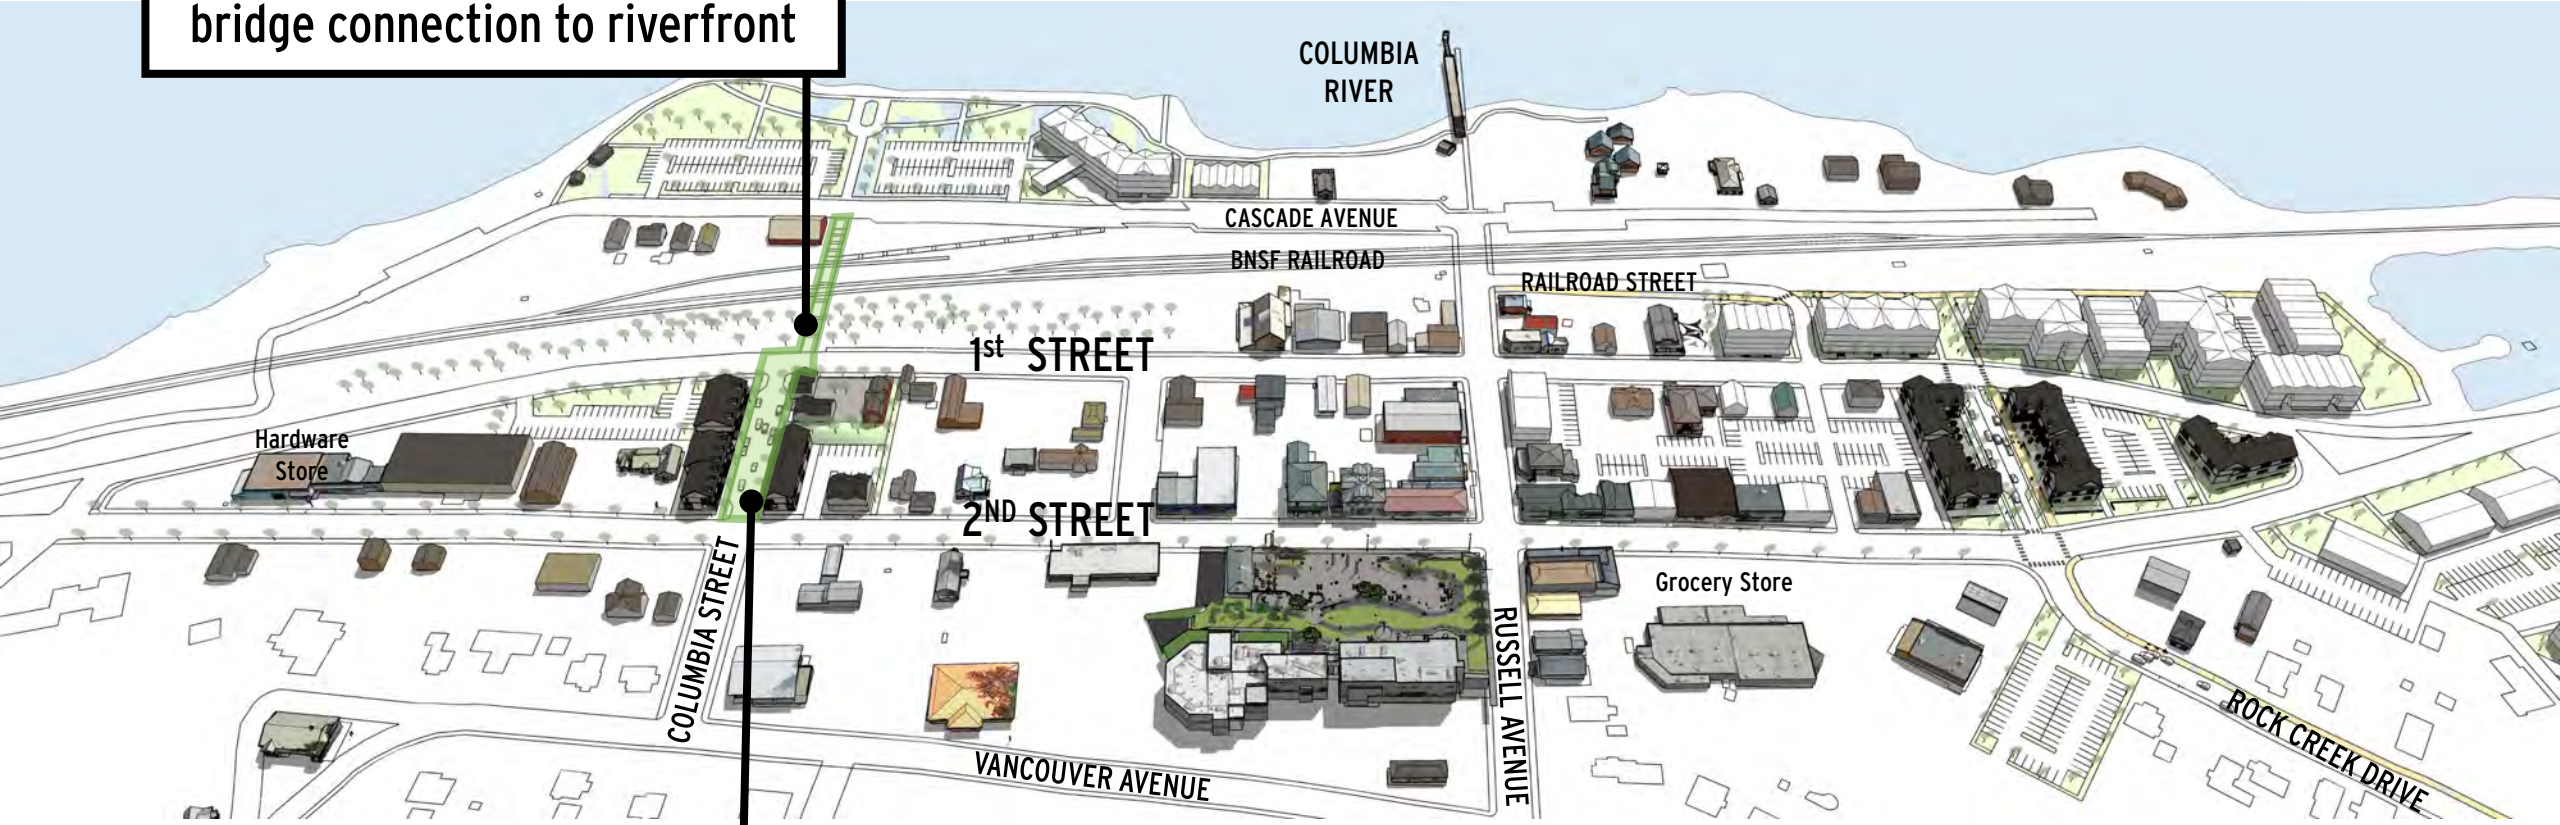 bridge connection to riverfront
COLUMBIA
RIVER
CASCADE AVENUE
BNSF RAILROAD
RAILROAD STREET
1st STREET
Hardware
Store
2ND STREET
COLUMBIA STREET
Grocery Store
RUSSELL AVENUE
ROCK CREEK DRIVE
VANCOUVER AVENUE